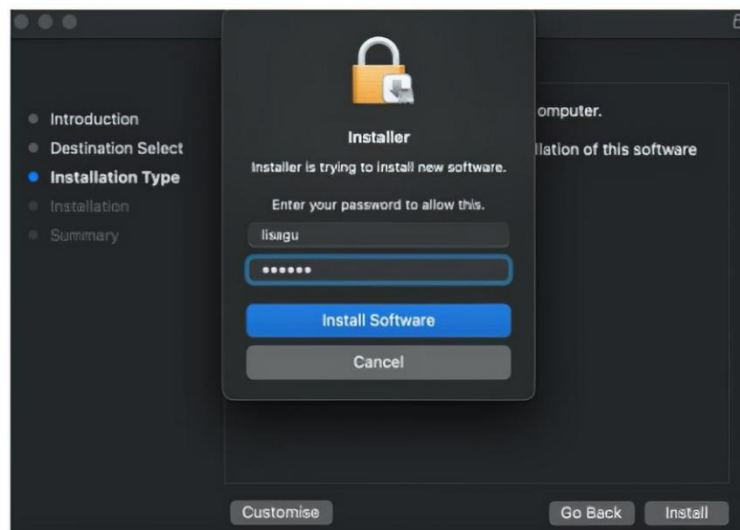 Introduction
Destination Select
Installation Type
Installation
Summary
omputer.
llation of this software
Installer
Installer is trying to install new software.
Enter your password to allow this.
lisagu
••••••
Install Software
Cancel
Customise
Go Back
Install